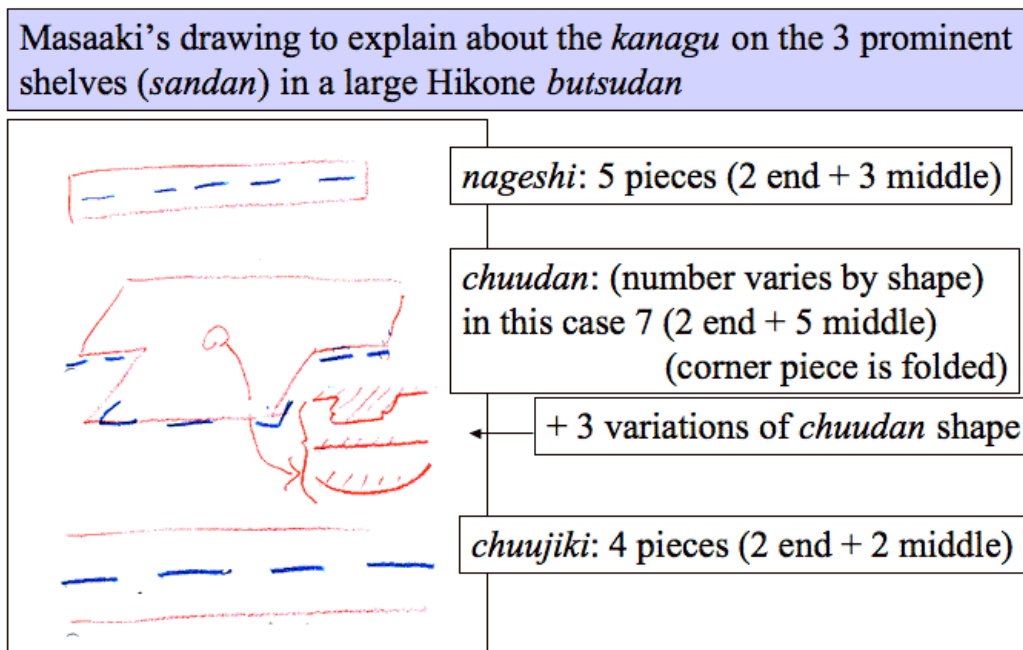 Masaaki's drawing to explain about the kanagu on the 3 prominent
shelves (sandan) in a large Hikone butsudan
nageshi: 5 pieces (2 end + 3 middle)
chuudan: (number varies by shape)
in this case 7 (2 end + 5 middle)
(corner piece is folded)
+ 3 variations of chuudan shape
chuujiki: 4 pieces (2 end + 2 middle)